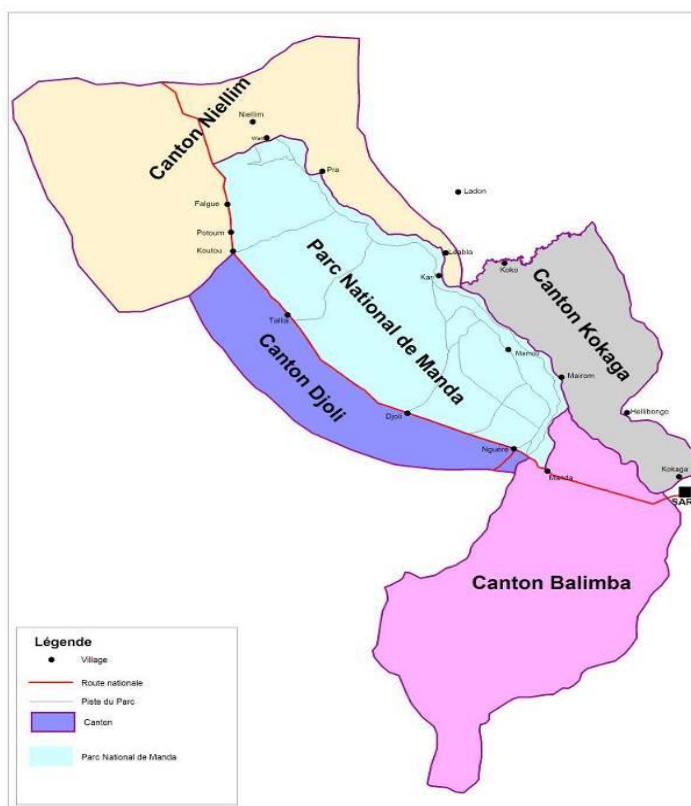 Canton Niellim
Niellim
Pra
Ladon
Falgue
Potoum
Koutou
Léabla
Koko
Kar
Parc National de Manda
Canton Kokaga
Canton Djoli
Mairom
Hellibongo
Djoli
Nguere
Manda
Kokaga
SAR
Canton Balimba
Légende
Village
Route nationale
Piste du Parc
Canton
Parc National de Manda